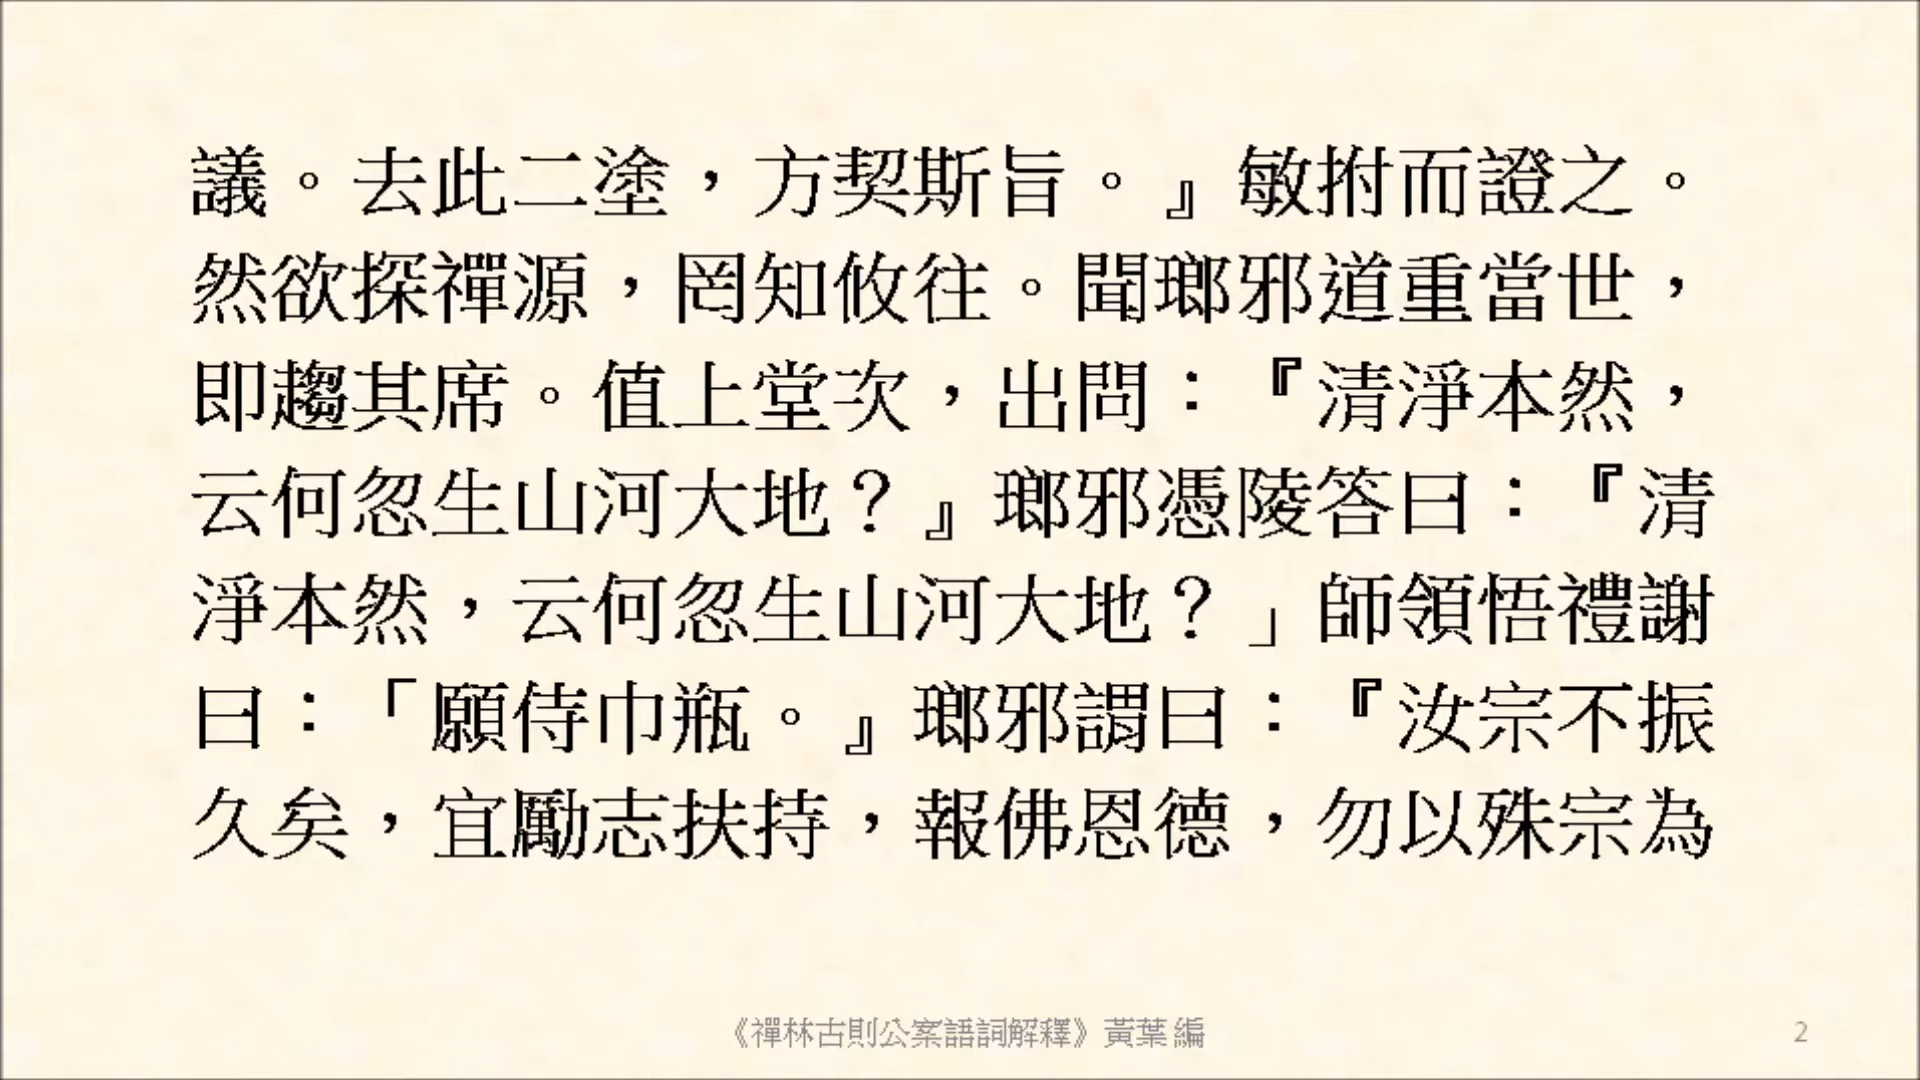 議。去此二塗，方契斯旨。』敏拊而證之。
然欲探禪源，罔知攸往。聞瑯邪道重當世，
即趨其席。值上堂次，出問：『清淨本然，
云何忽生山河大地？』瑯邪憑陵答曰：『清
淨本然，云何忽生山河大地？」師領悟禮謝
曰：「願侍巾瓶。』瑯邪謂曰：『汝宗不振
久矣，宜勵志扶持，報佛恩德，勿以殊宗為
《禪林古則公案語詞解釋》黃葉 編
2